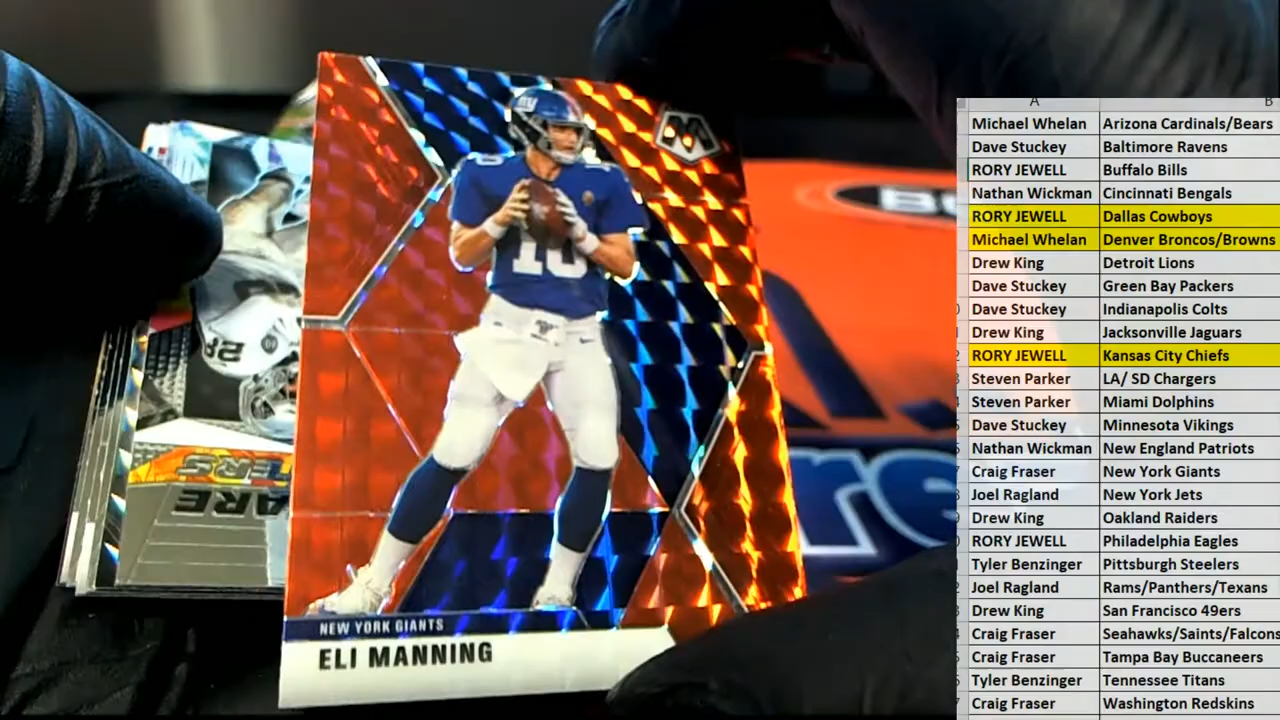 NY
10
10
M
NEW YORK GIANTS
ELI MANNING
28
re
A B
Michael Whelan Arizona Cardinals/Bears
Dave Stuckey Baltimore Ravens
RORY JEWELL Buffalo Bills
Nathan Wickman Cincinnati Bengals
RORY JEWELL Dallas Cowboys
Michael Whelan Denver Broncos/Browns
Drew King Detroit Lions
Dave Stuckey Green Bay Packers
Dave Stuckey Indianapolis Colts
Drew King Jacksonville Jaguars
RORY JEWELL Kansas City Chiefs
Steven Parker LA/ SD Chargers
Steven Parker Miami Dolphins
Dave Stuckey Minnesota Vikings
Nathan Wickman New England Patriots
Craig Fraser New York Giants
Joel Ragland New York Jets
Drew King Oakland Raiders
RORY JEWELL Philadelphia Eagles
Tyler Benzinger Pittsburgh Steelers
Joel Ragland Rams/Panthers/Texans
Drew King San Francisco 49ers
Craig Fraser Seahawks/Saints/Falcons
Craig Fraser Tampa Bay Buccaneers
Tyler Benzinger Tennessee Titans
Craig Fraser Washington Redskins